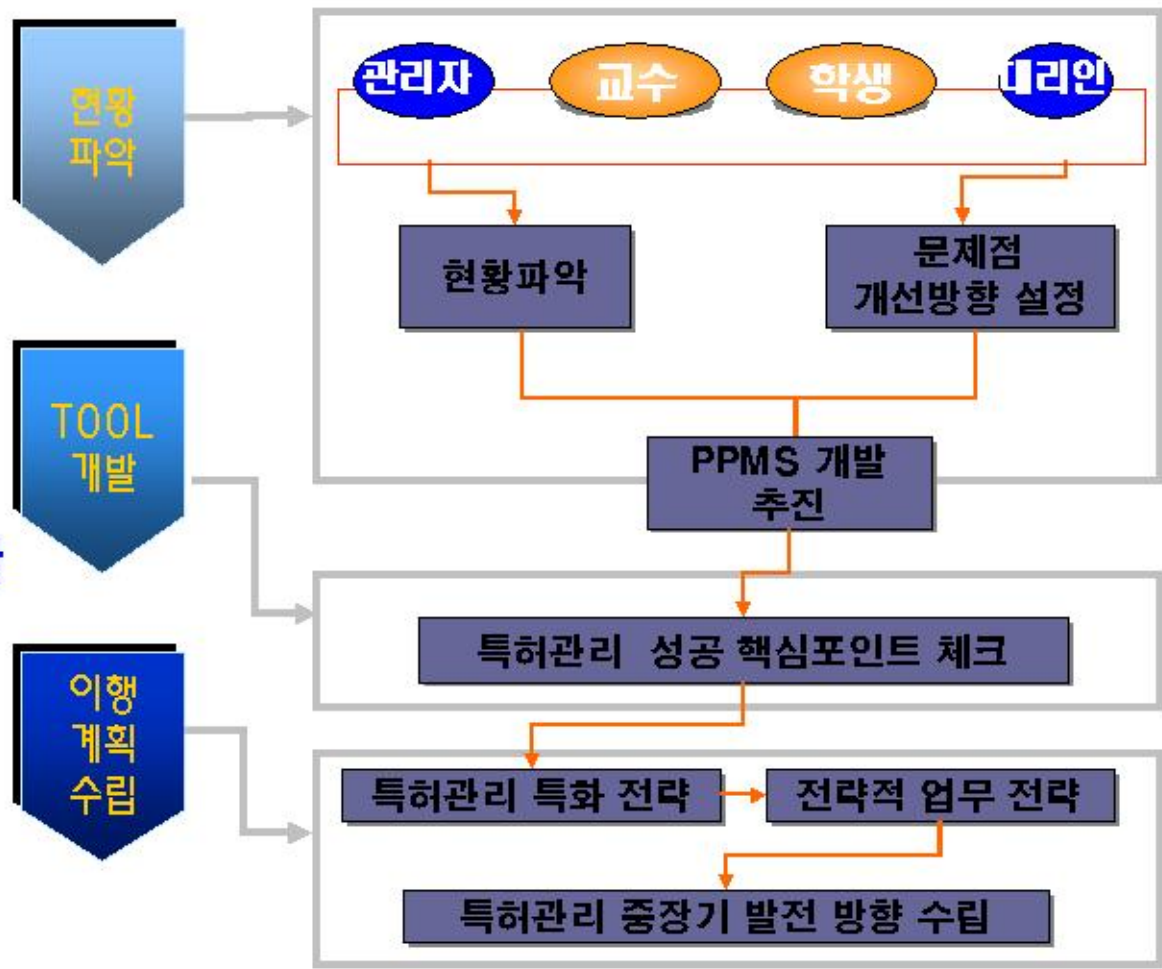 현황
파악
관리자
교수
학생
대리인
현황파악
문제점
개선방향 설정
TOOL
개발
PPMS 개발
추진
특허관리 성공 핵심포인트 체크
이행
계획
수립
특허관리 특화 전략
전략적 업무 전략
특허관리 중장기 발전 방향 수립